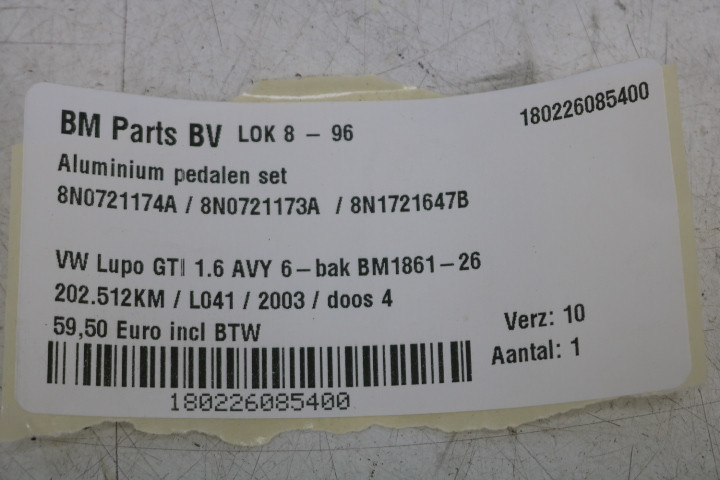 BM Parts BV LOK 8 - 96
180226085400
Aluminium pedalen set
8N0721174A / 8N0721173A / 8N1721647B
VW Lupo GTI 1.6 AVY 6-bak BM1861-26
202.512KM / L041 / 2003 / doos 4
59,50 Euro incl BTW
Verz: 10
Aantal: 1
180226085400